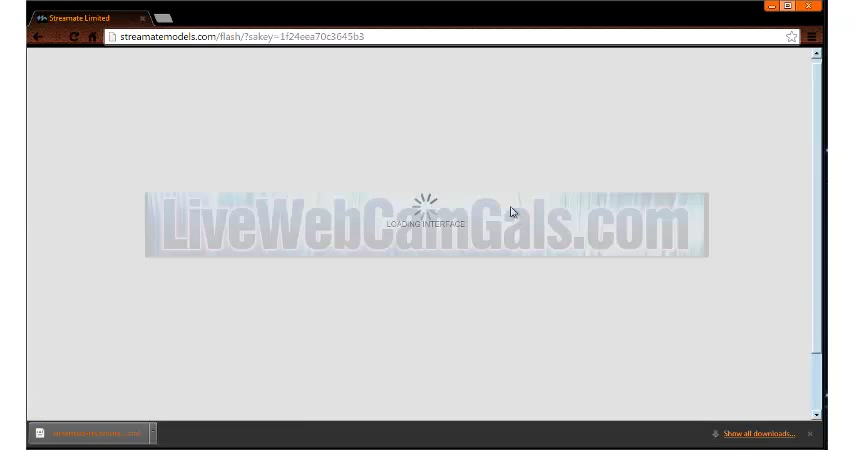 Streamate Limited
streamatemodels.com/flash/?sakey=1f24eea70c3645b3
LOADING INTERFACE
LiveWebCamGals.com
Show all downloads...